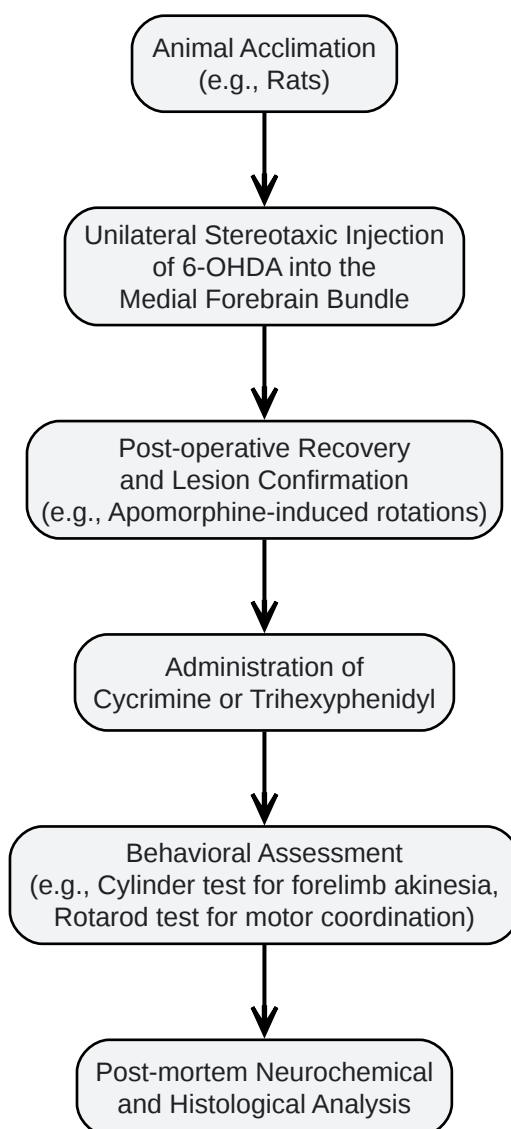 Animal Acclimation
(e.g., Rats)
Unilateral Stereotaxic Injection
of 6-OHDA into the
Medial Forebrain Bundle
Post-operative Recovery
and Lesion Confirmation
(e.g., Apomorphine-induced rotations)
Administration of
Cycrimine or Trihexyphenidyl
Behavioral Assessment
(e.g., Cylinder test for forelimb akinesia,
Rotarod test for motor coordination)
Post-mortem Neurochemical
and Histological Analysis